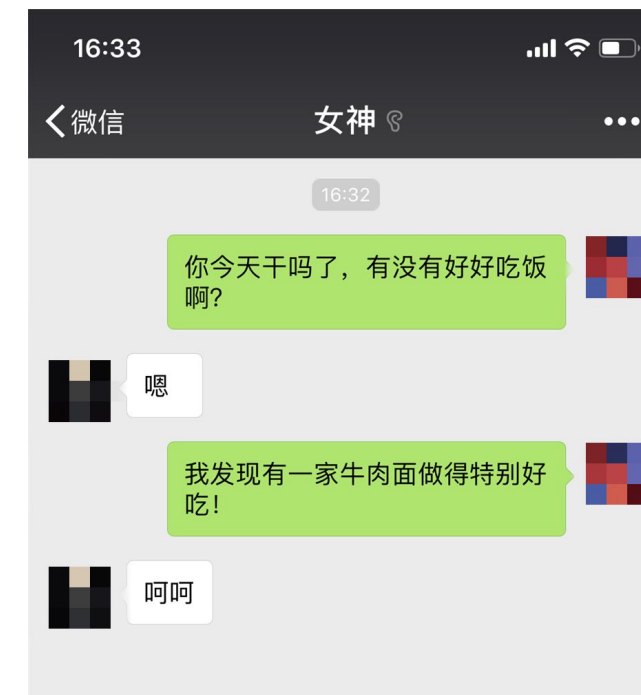 16:33
微信
女神
16:32
你今天干吗了，有没有好好吃饭
啊?
嗯
我发现有一家牛肉面做得特别好
吃!
呵呵